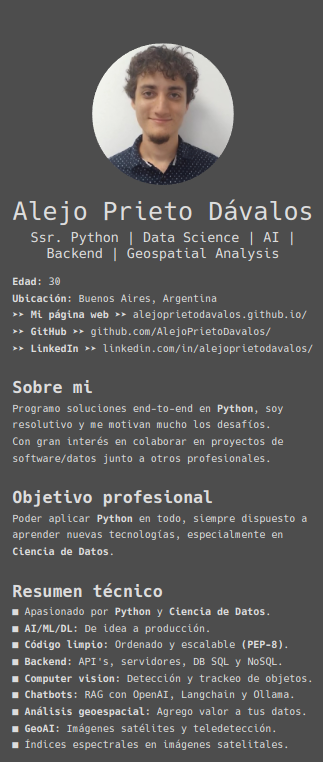 Alejo Prieto Dávalos
Ssr. Python | Data Science | AI |
Backend | Geospatial Analysis
Edad: 30
Ubicación: Buenos Aires, Argentina
➤➤ Mi página web ➤➤ alejoprietodavalos.github.io/
➤➤ GitHub ➤➤ github.com/AlejoPrietoDavalos/
➤➤ LinkedIn ➤➤ linkedin.com/in/alejoprietodavalos/
Sobre mi
Programo soluciones end-to-end en Python, soy
resolutivo y me motivan mucho los desafíos.
Con gran interés en colaborar en proyectos de
software/datos junto a otros profesionales.
Objetivo profesional
Poder aplicar Python en todo, siempre dispuesto a
aprender nuevas tecnologías, especialmente en
Ciencia de Datos.
Resumen técnico
■ Apasionado por Python y Ciencia de Datos.
■ AI/ML/DL: De idea a producción.
■ Código limpio: Ordenado y escalable (PEP-8).
■ Backend: API's, servidores, DB SQL y NoSQL.
■ Computer vision: Detección y trackeo de objetos.
■ Chatbots: RAG con OpenAI, Langchain y Ollama.
■ Análisis geoespacial: Agrego valor a tus datos.
■ GeoAI: Imágenes satélites y teledetección.
■ Índices espectrales en imágenes satelitales.